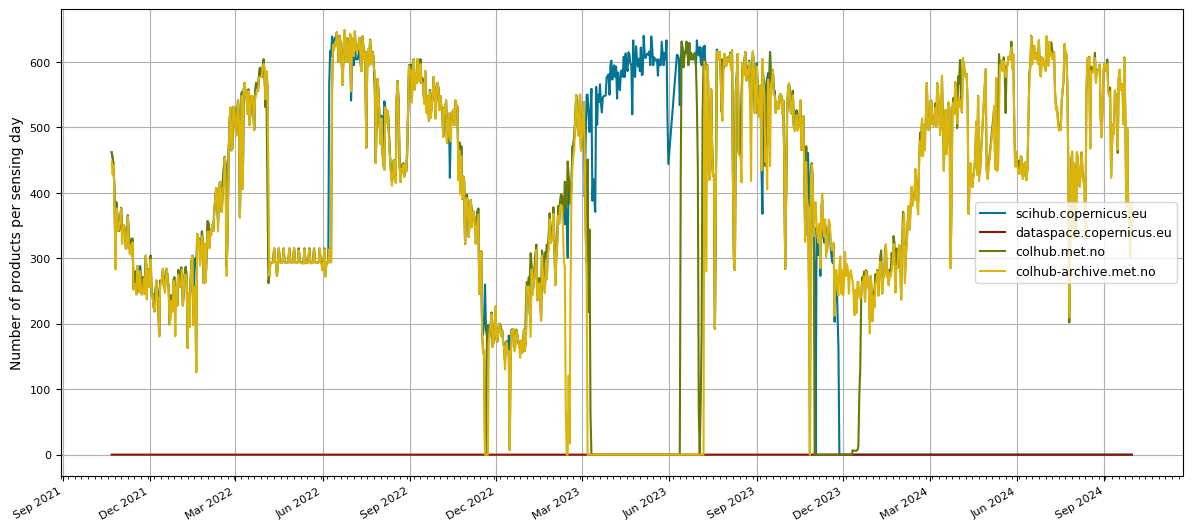 Number of products per sensing day
600
500
400
300
200
100
0
scihub.copernicus.eu
dataspace.copernicus.eu
colhub.met.no
colhub-archive.met.no
Sep 2021
Dec 2021
Mar 2022
Jun 2022
Sep 2022
Dec 2022
Mar 2023
Jun 2023
Sep 2023
Dec 2023
Mar 2024
Jun 2024
Sep 2024